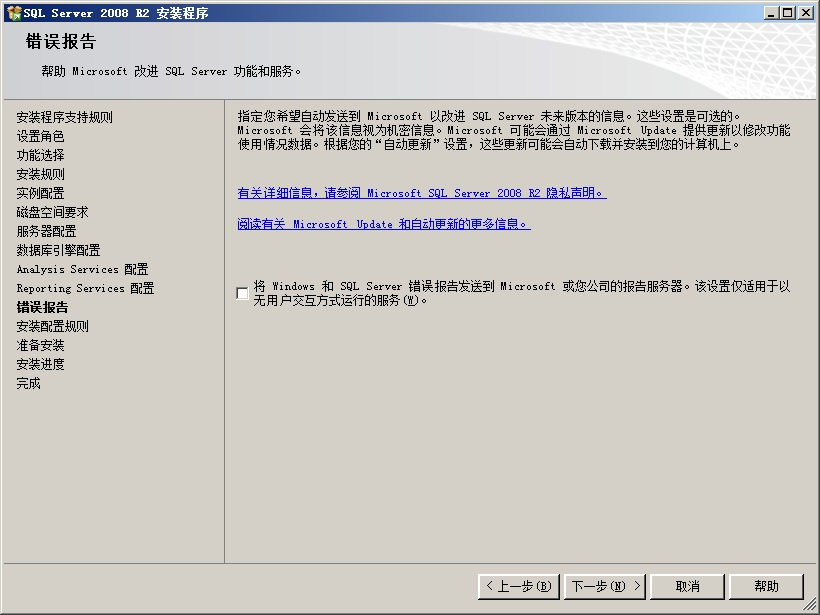 SQL Server 2008 R2 安装程序
错误报告
帮助 Microsoft 改进 SQL Server 功能和服务。
安装程序支持规则
设置角色
功能选择
安装规则
实例配置
磁盘空间要求
服务器配置
数据库引擎配置
Analysis Services 配置
Reporting Services 配置
错误报告
安装配置规则
准备安装
安装进度
完成
指定您希望自动发送到 Microsoft 以改进 SQL Server 未来版本的信息。这些设置是可选的。
Microsoft 会将该信息视为机密信息。Microsoft 可能会通过 Microsoft Update 提供更新以修改功能
使用情况数据。根据您的“自动更新”设置，这些更新可能会自动下载并安装到您的计算机上。
有关详细信息，请参阅 Microsoft SQL Server 2008 R2 隐私声明。
阅读有关 Microsoft Update 和自动更新的更多信息。
将 Windows 和 SQL Server 错误报告发送到 Microsoft 或您公司的报告服务器。该设置仅适用于以
无用户交互方式运行的服务(W)。
< 上一步(B)
下一步(N) >
取消
帮助